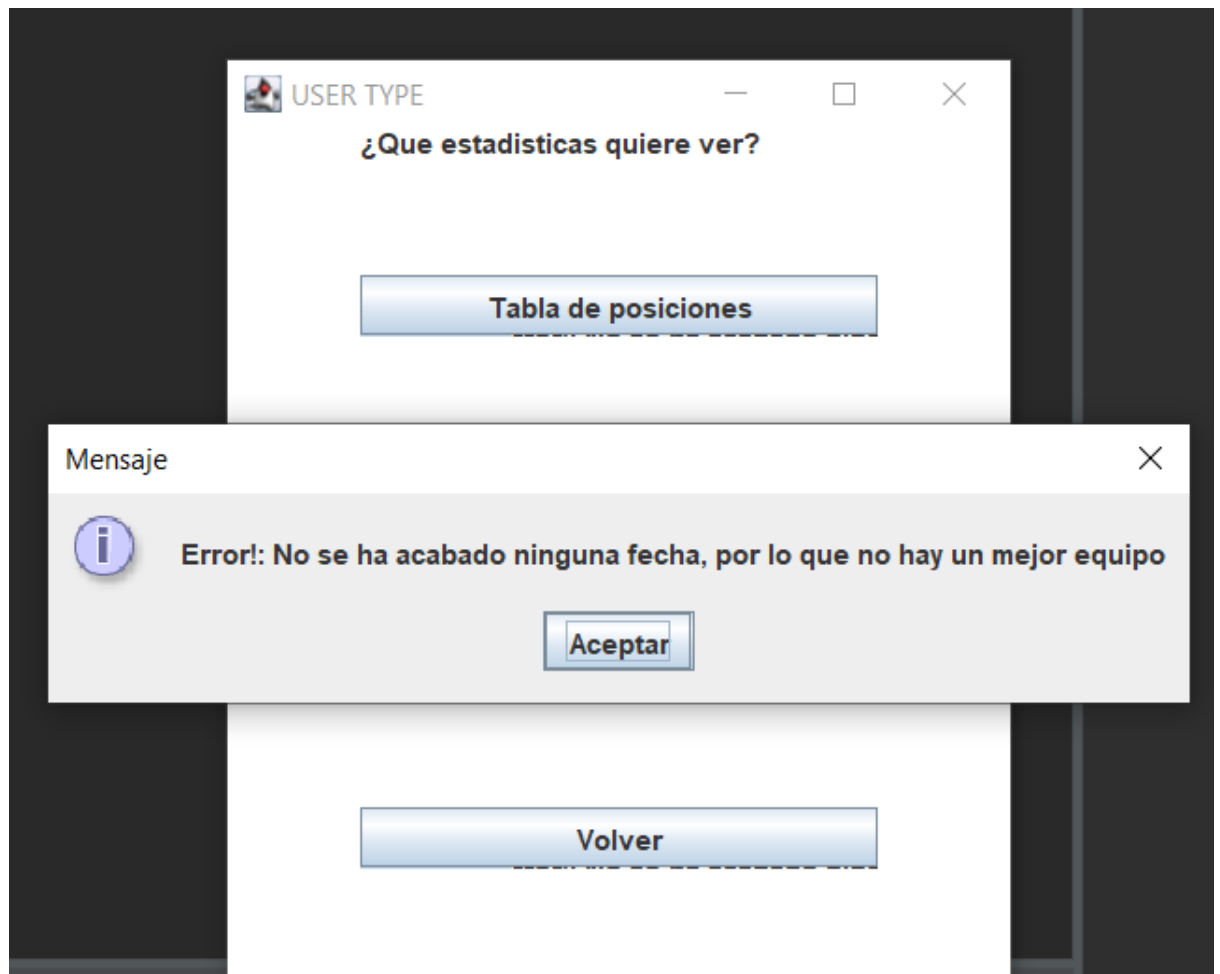 USER TYPE
¿Que estadisticas quiere ver?
Tabla de posiciones
Mensaje
Error!: No se ha acabado ninguna fecha, por lo que no hay un mejor equipo
Aceptar
Volver